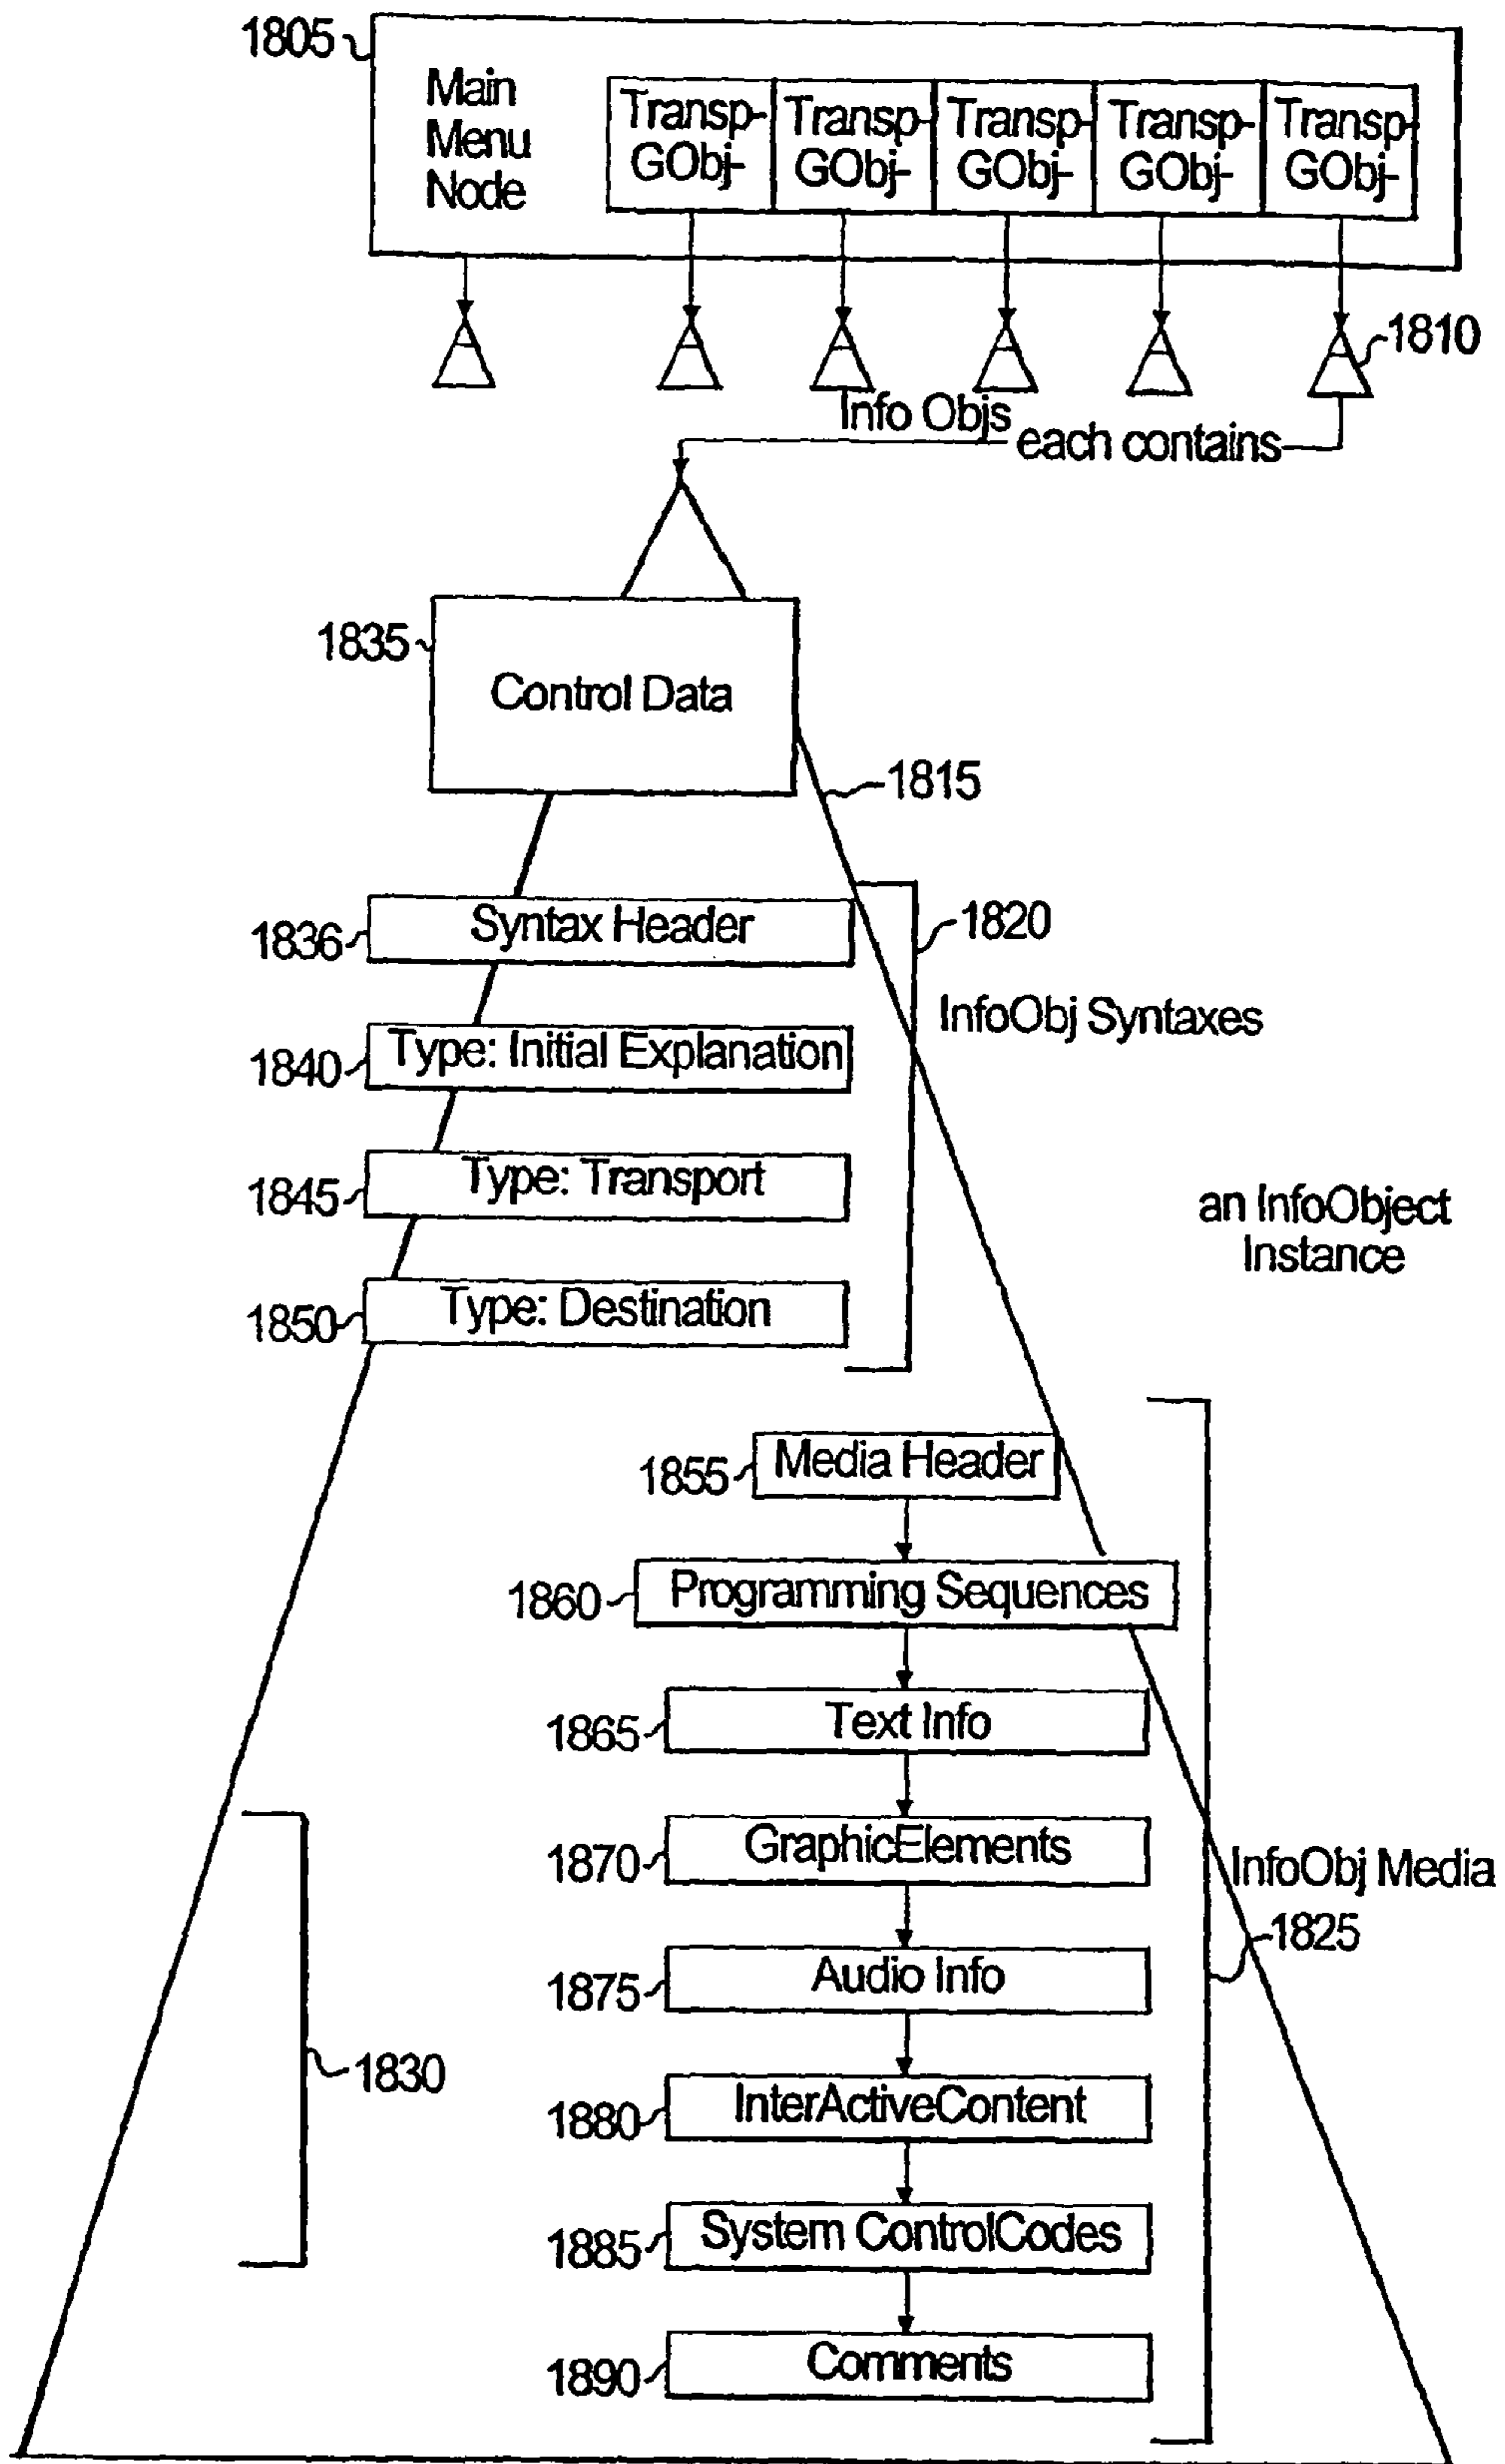 1805
Main
Menu
Node
Transp-
GObj-
Transp-
GObj-
Transp-
GObj-
Transp-
GObj-
Transp-
GObj-
1810
Info Objs
each contains
1835
Control Data
1815
1836
Syntax Header
1820
InfoObj Syntaxes
1840
Type: Initial Explanation
1845
Type: Transport
an InfoObject
Instance
1850
Type: Destination
1855
Media Header
1860
Programming Sequences
1865
Text Info
1870
GraphicElements
InfoObj Media
1825
1875
Audio Info
1830
1880
InterActiveContent
1885
System ControlCodes
1890
Comments